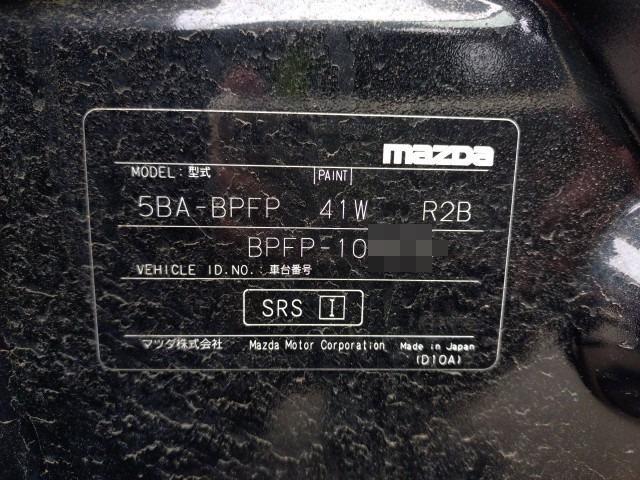 mazda
MODEL:型式 PAINT
5BA-BPFP 41W R2B
BPFP-10
VEHICLE ID.NO.:車台番号
SRS I
マツダ株式会社 Mazda Motor Corporation Made in Japan
(D10A)